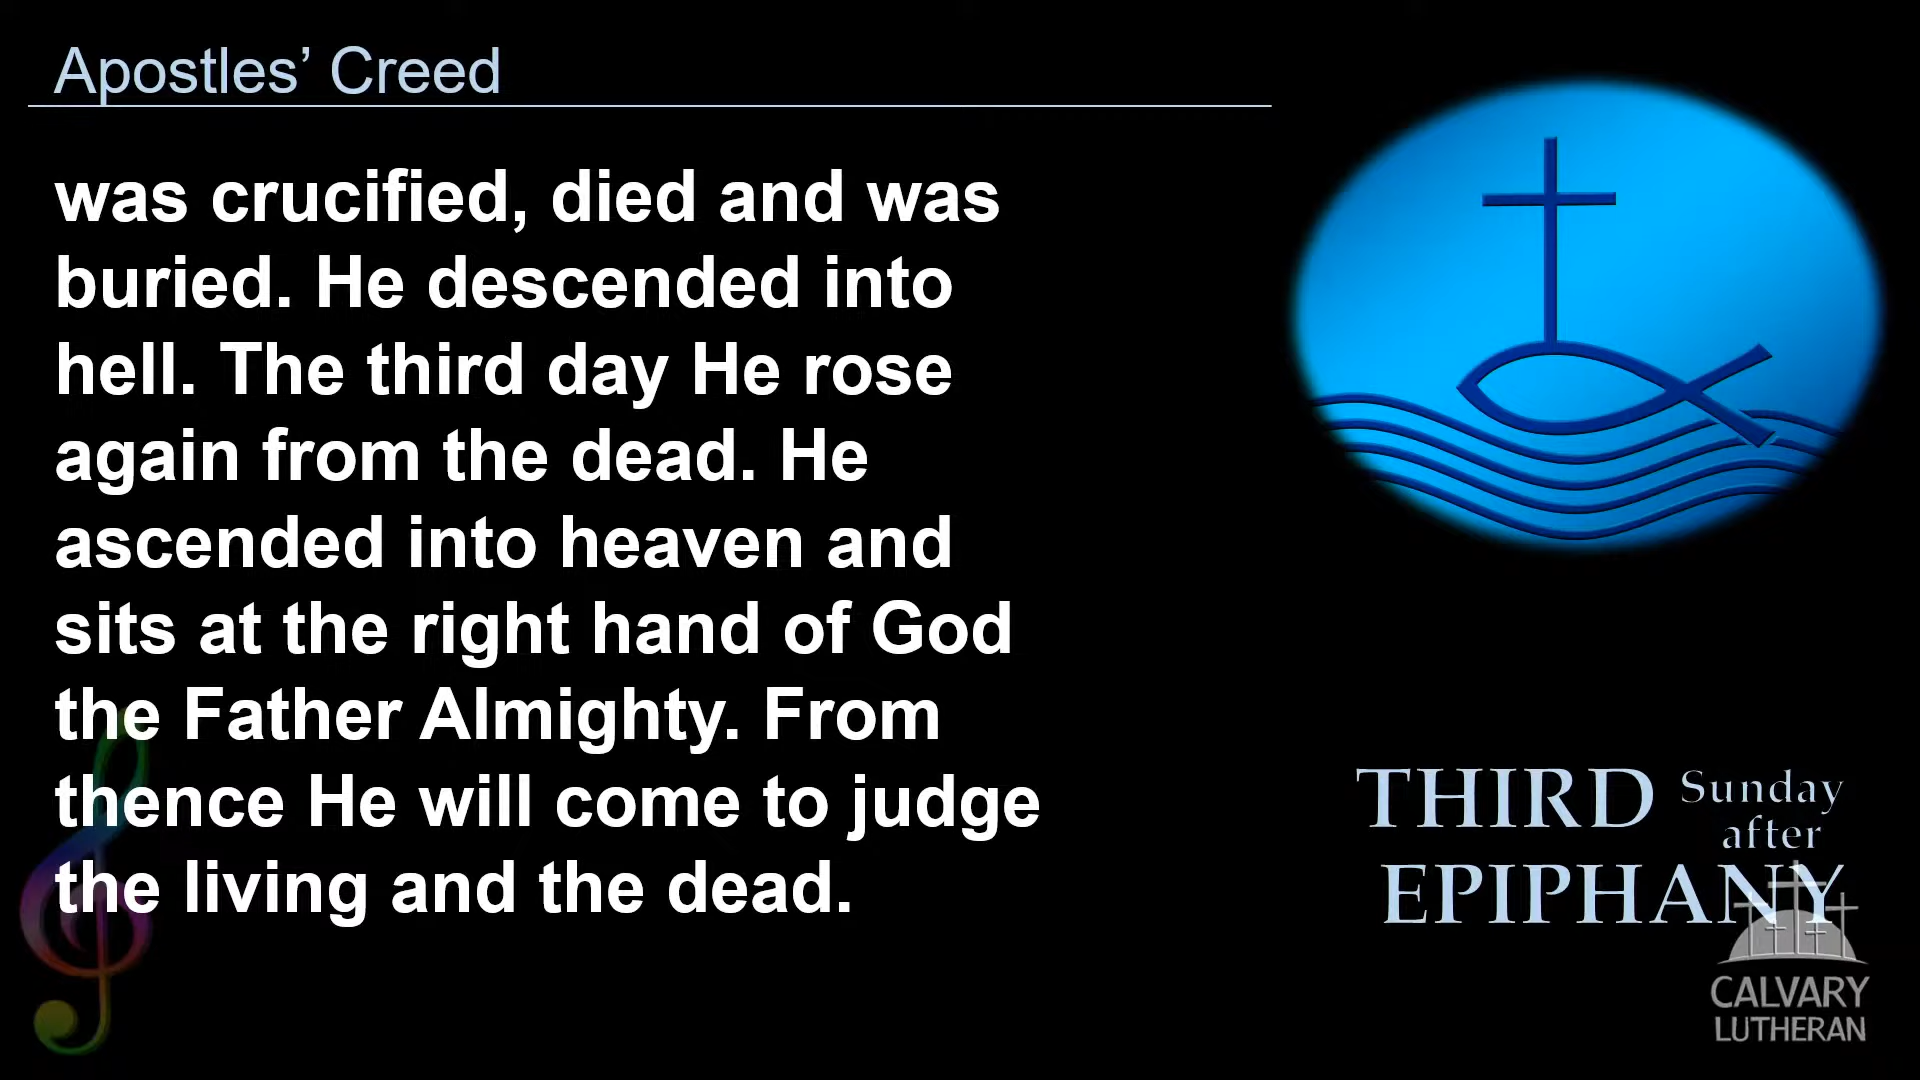 Apostles’ Creed
was crucified, died and was
buried. He descended into
hell. The third day He rose
again from the dead. He
ascended into heaven and
sits at the right hand of God
the Father Almighty. From
thence He will come to judge
the living and the dead.
THIRD Sunday
after
EPIPHANY
CALVARY
LUTHERAN